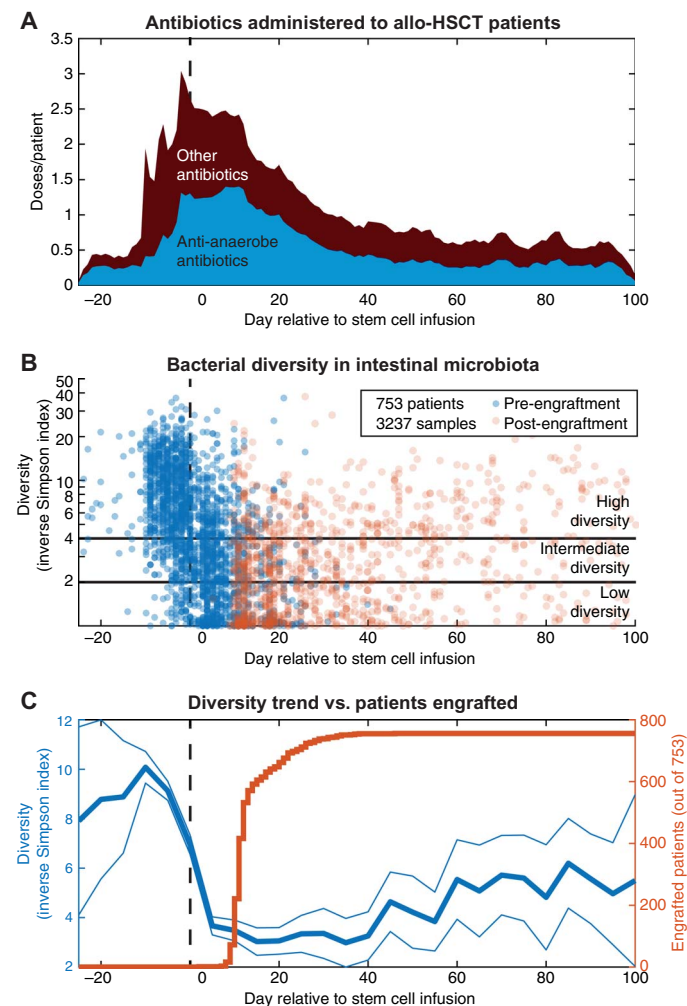 A Antibiotics administered to allo-HSCT patients
3.5
3
2.5
2
1.5
1
0.5
0
Doses/patient
Other
antibiotics
Anti-anaerobe
antibiotics
–20 0 20 40 60 80 100
Day relative to stem cell infusion
B Bacterial diversity in intestinal microbiota
50
40
30
20
10
8
6
4
2
Diversity
(inverse Simpson index)
753 patients Pre-engraftment
3237 samples Post-engraftment
High
diversity
Intermediate
diversity
Low
diversity
–20 0 20 40 60 80 100
Day relative to stem cell infusion
C Diversity trend vs. patients engrafted
12
10
8
6
4
2
Diversity
(inverse Simpson index)
800
600
400
200
0
Engrafted patients (out of 753)
–20 0 20 40 60 80 100
Day relative to stem cell infusion